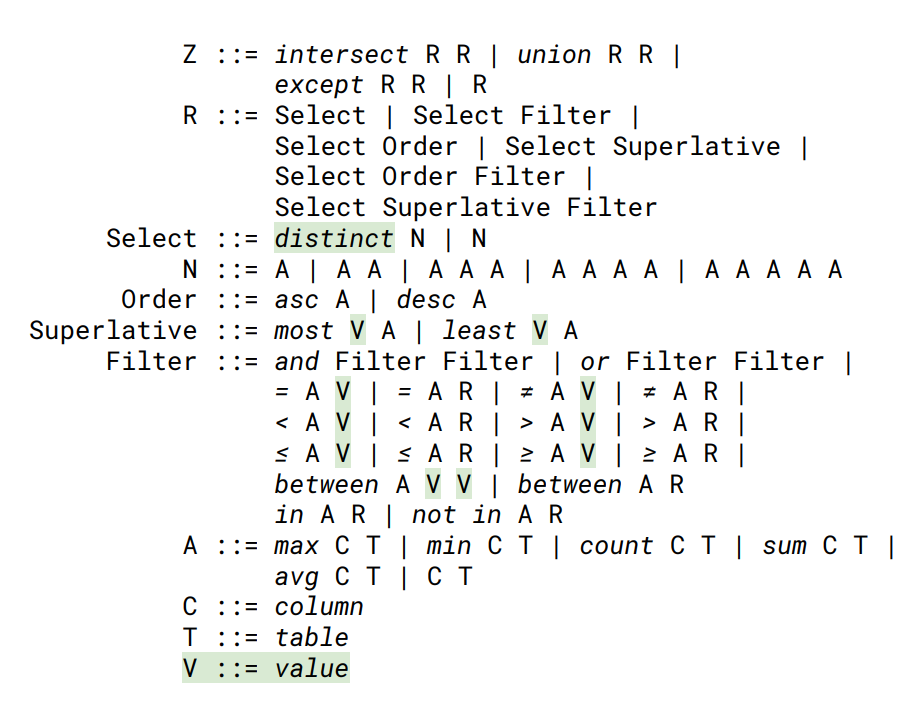 Z ::= intersect R R | union R R |
except R R | R
R ::= Select | Select Filter |
Select Order | Select Superlative |
Select Order Filter |
Select Superlative Filter
Select ::= distinct N | N
N ::= A | A A | A A A | A A A A | A A A A A
Order ::= asc A | desc A
Superlative ::= most V A | least V A
Filter ::= and Filter Filter | or Filter Filter |
= A V | = A R | ≠ A V | ≠ A R |
< A V | < A R | > A V | > A R |
≤ A V | ≤ A R | ≥ A V | ≥ A R |
between A V V | between A R
in A R | not in A R
A ::= max C T | min C T | count C T | sum C T |
avg C T | C T
C ::= column
T ::= table
V ::= value